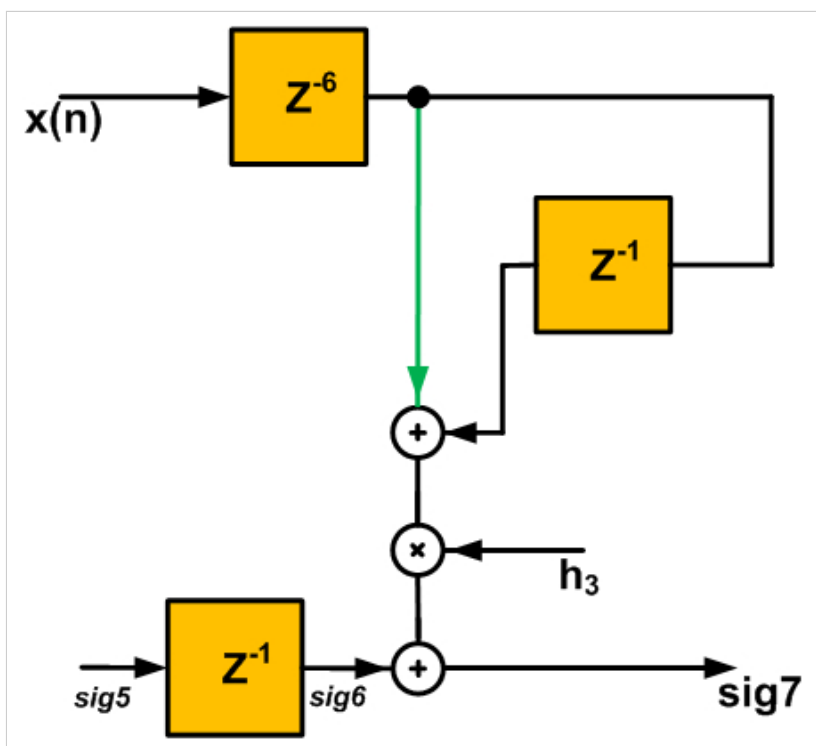 x(n)
Z⁻⁶
Z⁻¹
+
×
h₃
Z⁻¹
+
sig5
sig6
sig7